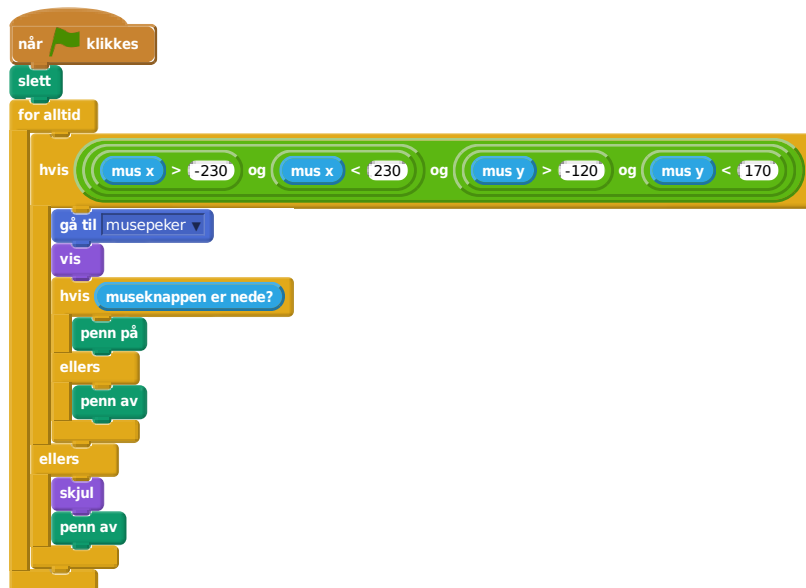 når klikkes
slett
for alltid
hvis mus x > -230 og mus x < 230 og mus y > -120 og mus y < 170
gå til musepeker
vis
hvis museknappen er nede?
penn på
ellers
penn av
ellers
skjul
penn av